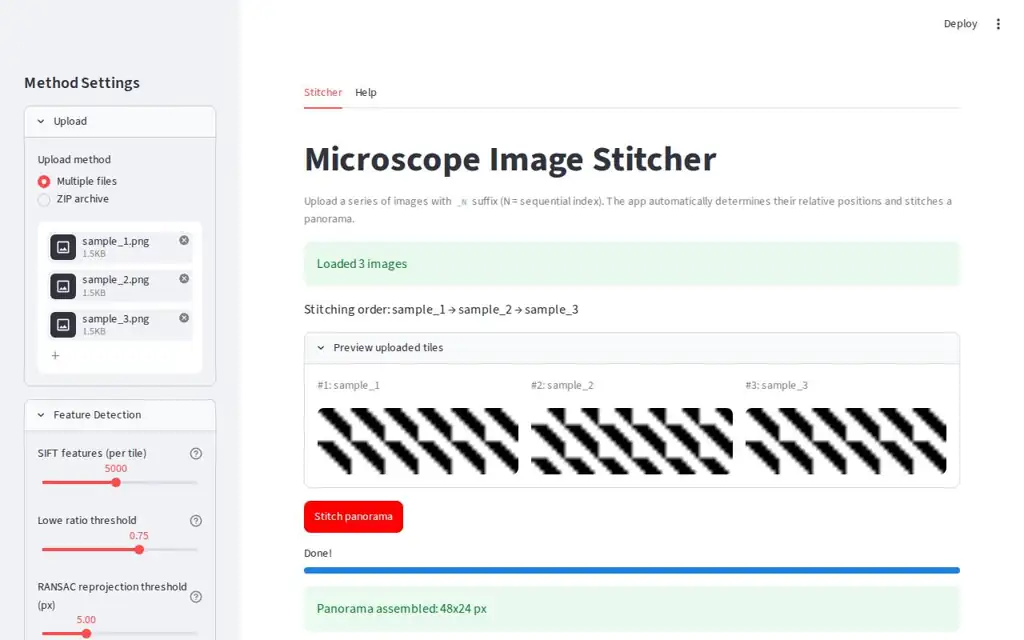 Deploy
Method Settings
Upload
Upload method
Multiple files
ZIP archive
sample_1.png
1.5KB
sample_2.png
1.5KB
sample_3.png
1.5KB
+
Feature Detection
SIFT features (per tile)
5000
Lowe ratio threshold
0.75
RANSAC reprojection threshold
(px)
5.00
Stitcher Help
Microscope Image Stitcher
Upload a series of images with _N suffix (N = sequential index). The app automatically determines their relative positions and stitches a
panorama.
Loaded 3 images
Stitching order: sample_1 → sample_2 → sample_3
Preview uploaded tiles
#1: sample_1
#2: sample_2
#3: sample_3
Stitch panorama
Done!
Panorama assembled: 48x24 px